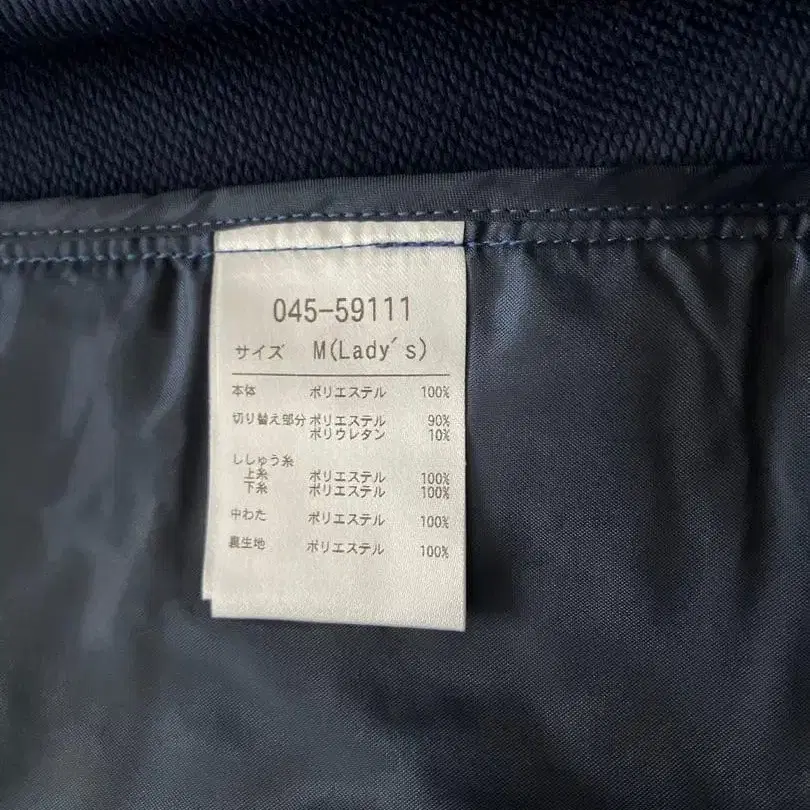 045-59111
サイズ M(Lady's)
本体 ポリエステル 100%
切り替え部分 ポリエステル 90%
ポリウレタン 10%
ししゅう糸
上糸 ポリエステル 100%
下糸 ポリエステル 100%
中わた ポリエステル 100%
裏生地 ポリエステル 100%